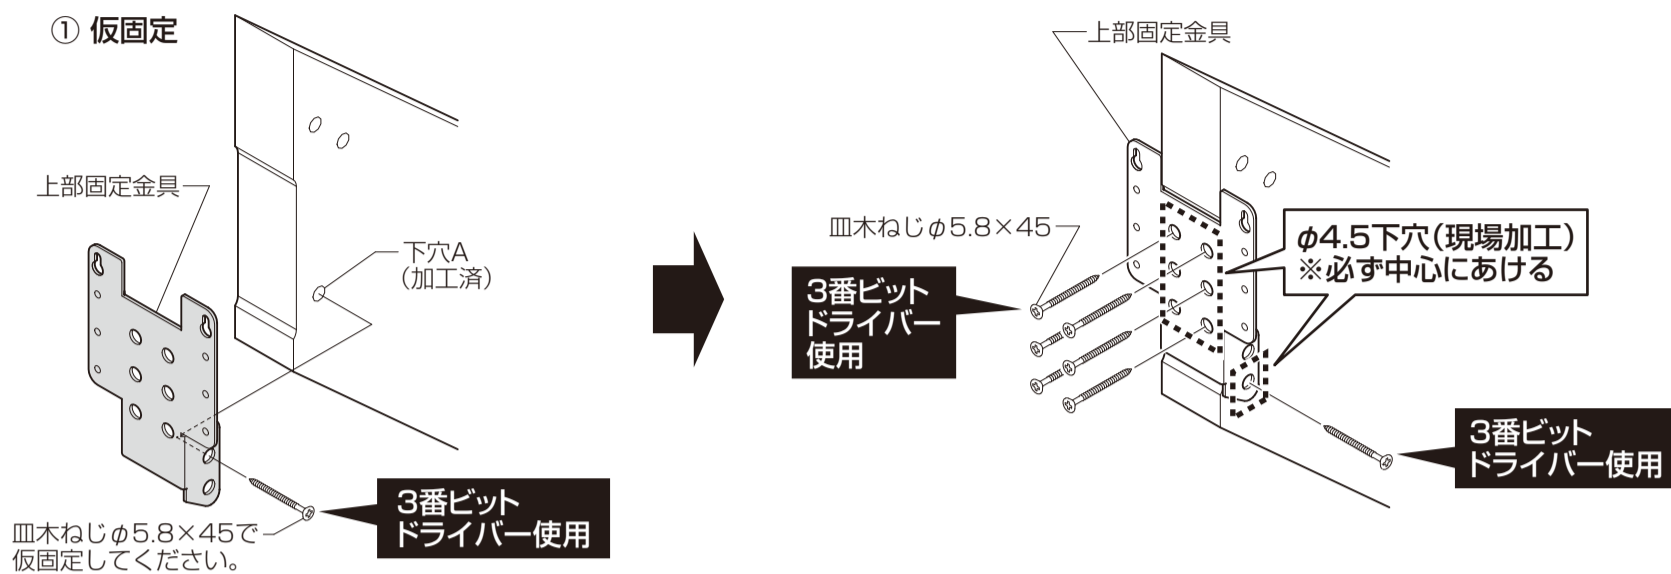 ① 仮固定
上部固定金具
下穴A
(加工済)
皿木ねじφ5.8×45で
仮固定してください。
3番ビット
ドライバー使用
上部固定金具
皿木ねじφ5.8×45
3番ビット
ドライバー
使用
φ4.5下穴(現場加工)
※必ず中心にあける
3番ビット
ドライバー使用